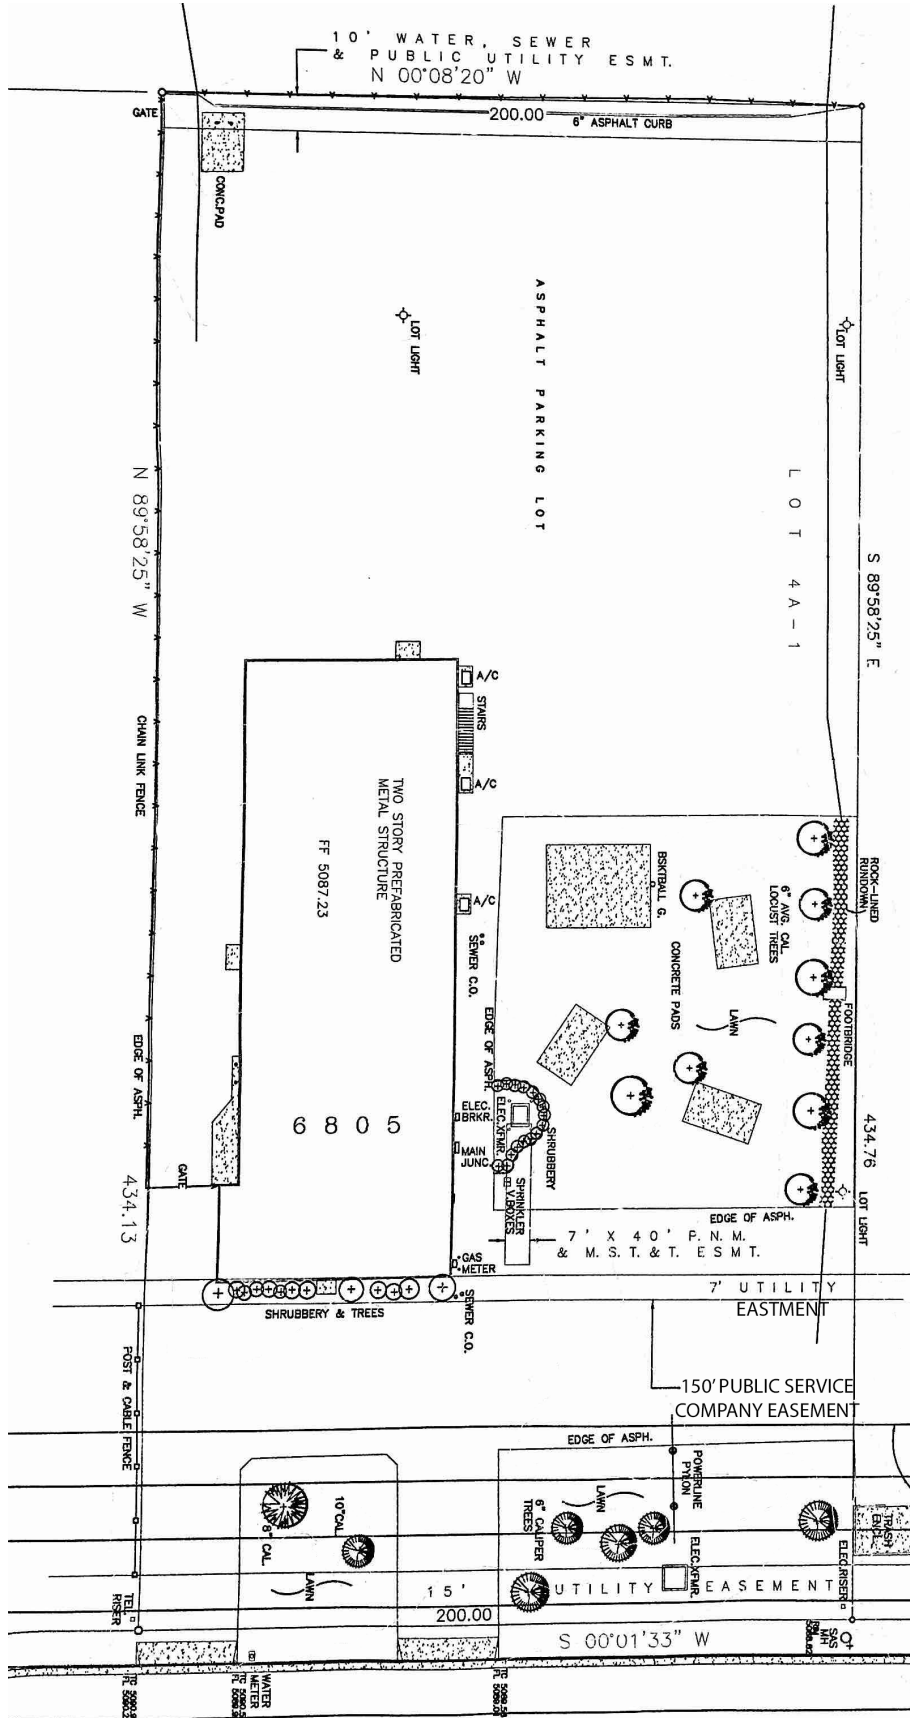 10' WATER, SEWER
& PUBLIC UTILITY ESMT.
N 00°08'20" W
GATE
200.00
6" ASPHALT CURB
CONC.PAD
ASPHALT PARKING LOT
LOT LIGHT
LOT LIGHT
LOT 4A-1
N 89°58'25" W
S 89°58'25" E
CHAIN LINK FENCE
A/C
STAIRS
A/C
TWO STORY PREFABRICATED
METAL STRUCTURE
FF 5087.23
A/C
SEWER C.O.
BSKTBALL G.
ROCK-LINED
RUNDOWN
6" AVG. CAL.
LOCUST TREES
CONCRETE PADS
LAWN
FOOTBRIDGE
EDGE OF ASPH.
EDGE OF ASPH.
6805
ELEC.
BRKR.
ELEC.XFMR.
MAIN
JUNC.
SHRUBBERY
434.76
GATE
434.13
SPRINKLER
V.BOXES
LOT LIGHT
EDGE OF ASPH.
7' X 40' P.N.M.
& M.S.T.&T. ESMT.
GAS
METER
7' UTILITY
EASTMENT
SHRUBBERY & TREES
SEWER C.O.
POST & CABLE FENCE
150' PUBLIC SERVICE
COMPANY EASEMENT
EDGE OF ASPH.
POWERLINE
PYLON
LAWN
6" CALIPER
TREES
10"CAL.
8" CAL.
LAWN
TRASH
ENCL.
ELEC.XFMR.
ELEC.RISER
TEL.
RISER
15' UTILITY EASEMENT
200.00
S 00°01'33" W
SAS
MH
WATER
METER